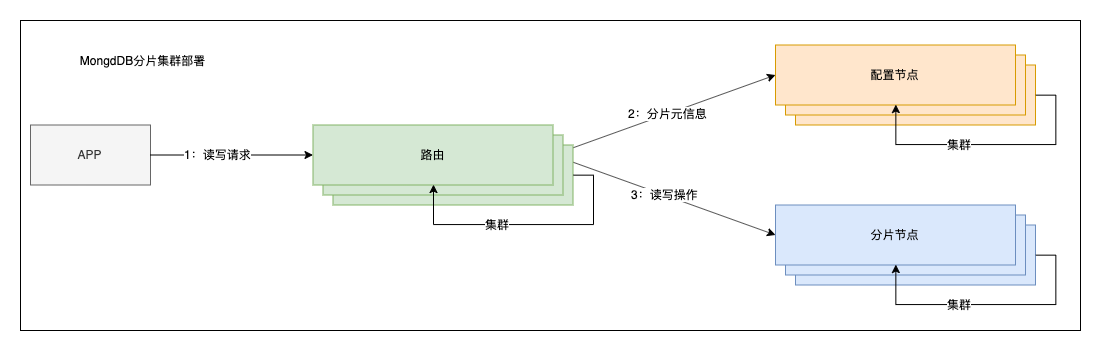 MongdDB分片集群部署
APP
1：读写请求
路由
集群
2：分片元信息
配置节点
集群
3：读写操作
分片节点
集群